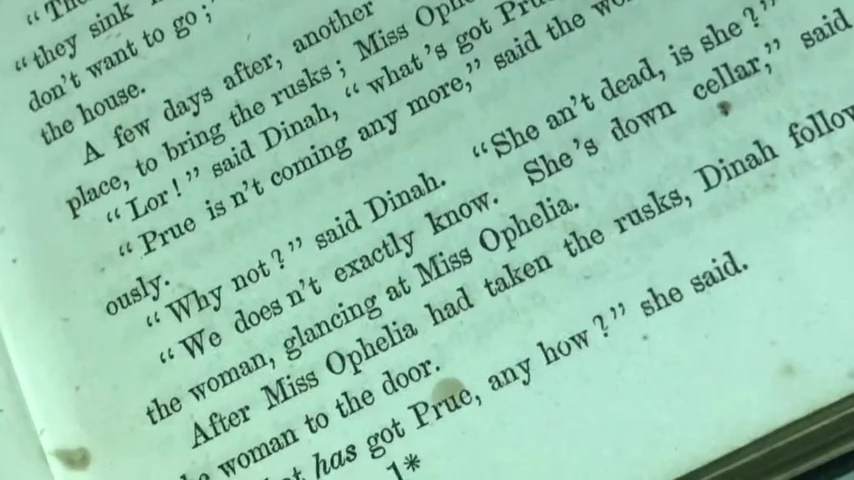 “they sink
don’t want to go;”
the house.
A few days after, another
place, to bring the rusks; Miss
“Lor!” said Dinah, “what’s got
“Prue is n’t coming any more,” said the
ously.
“Why not?” said Dinah. “She an’t dead, is she?”
“We does n’t exactly know. She’s down cellar,” said
the woman, glancing at Miss Ophelia.
After Miss Ophelia had taken the rusks, Dinah
woman to the door.
has got Prue, any how?” she said.
1*